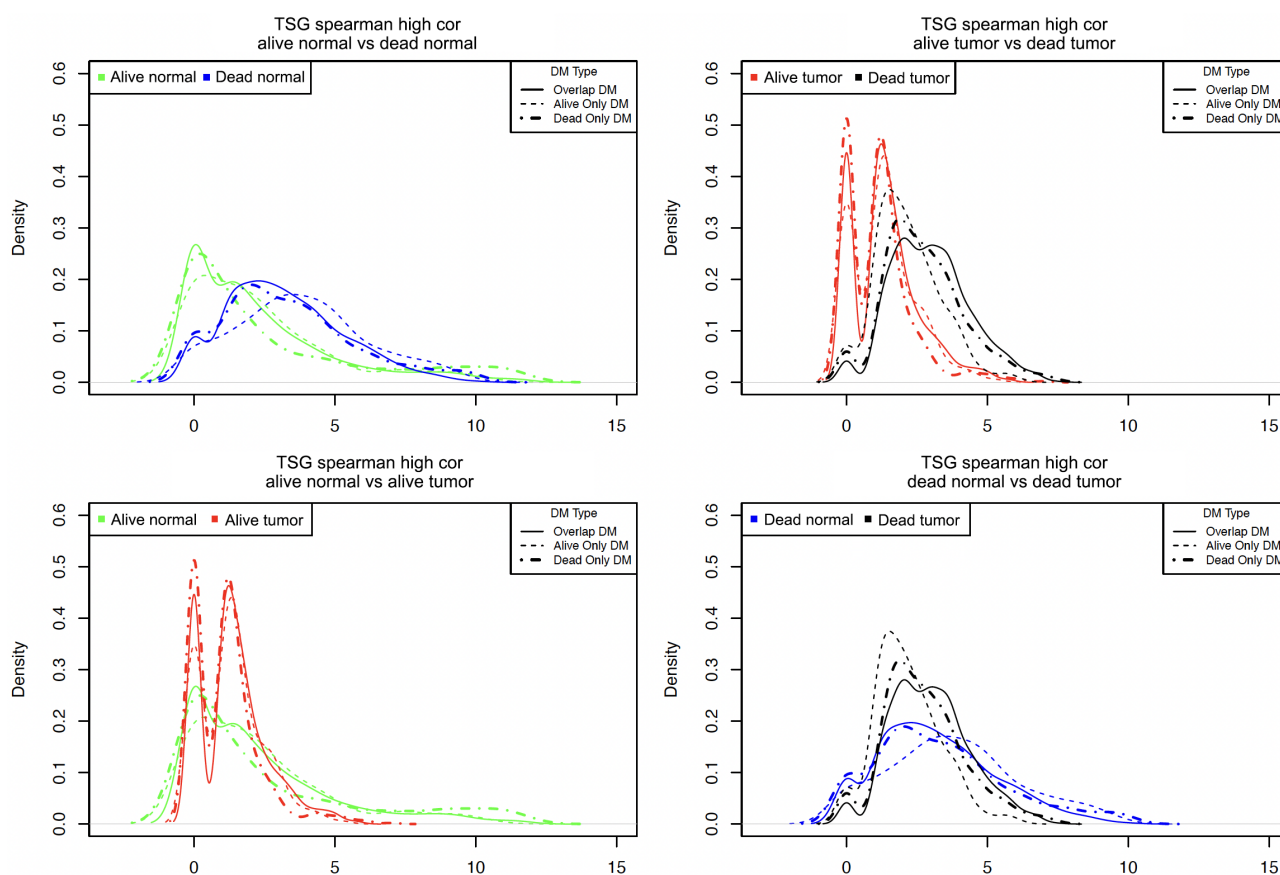 TSG spearman high cor
alive normal vs dead normal
Alive normal Dead normal
DM Type
Overlap DM
Alive Only DM
Dead Only DM
Density
0.6
0.5
0.4
0.3
0.2
0.1
0.0
0 5 10 15
TSG spearman high cor
alive tumor vs dead tumor
Alive tumor Dead tumor
DM Type
Overlap DM
Alive Only DM
Dead Only DM
Density
0.6
0.5
0.4
0.3
0.2
0.1
0.0
0 5 10 15
TSG spearman high cor
alive normal vs alive tumor
Alive normal Alive tumor
DM Type
Overlap DM
Alive Only DM
Dead Only DM
Density
0.6
0.5
0.4
0.3
0.2
0.1
0.0
0 5 10 15
TSG spearman high cor
dead normal vs dead tumor
Dead normal Dead tumor
DM Type
Overlap DM
Alive Only DM
Dead Only DM
Density
0.6
0.5
0.4
0.3
0.2
0.1
0.0
0 5 10 15